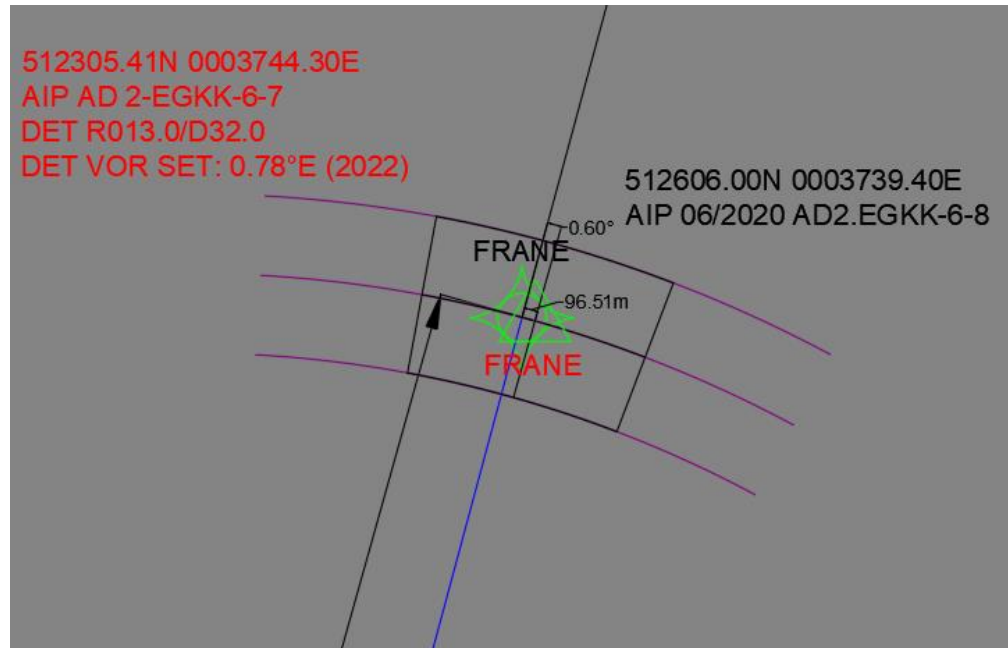 512305.41N 0003744.30E
AIP AD 2-EGKK-6-7
DET R013.0/D32.0
DET VOR SET: 0.78°E (2022)
512606.00N 0003739.40E
AIP 06/2020 AD2.EGKK-6-8
0.60°
FRANE
96.51m
FRANE